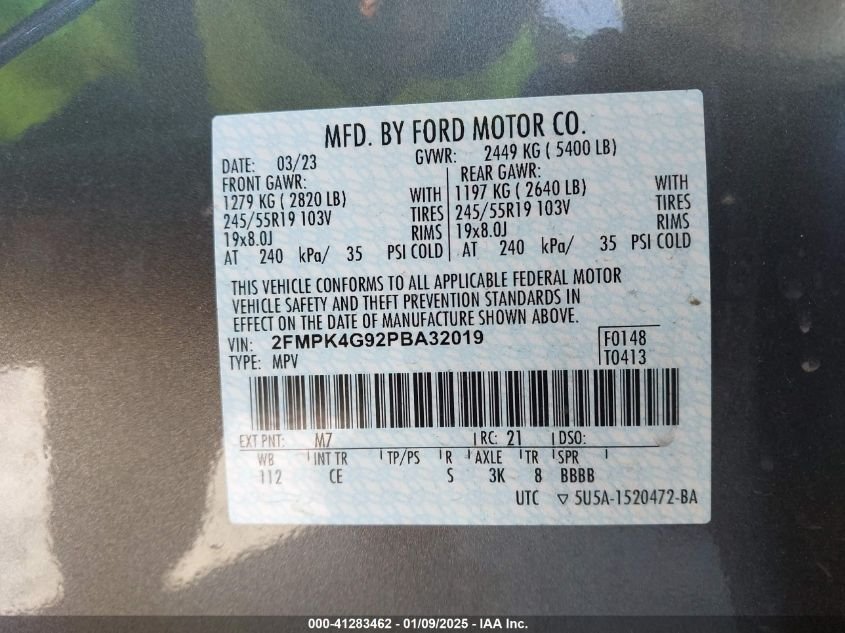 MFD. BY FORD MOTOR CO.
DATE: 03/23 GVWR: 2449 KG ( 5400 LB)
FRONT GAWR: REAR GAWR:
1279 KG ( 2820 LB) WITH 1197 KG ( 2640 LB) WITH
245/55R19 103V TIRES 245/55R19 103V TIRES
19x8.0J RIMS 19x8.0J RIMS
AT 240 kPa/ 35 PSI COLD AT 240 kPa/ 35 PSI COLD
THIS VEHICLE CONFORMS TO ALL APPLICABLE FEDERAL MOTOR
VEHICLE SAFETY AND THEFT PREVENTION STANDARDS IN
EFFECT ON THE DATE OF MANUFACTURE SHOWN ABOVE.
VIN: 2FMPK4G92PBA32019 F0148
TYPE: MPV T0413
EXT PNT: M7 RC: 21 DSO:
WB INT TR TP/PS R AXLE TR SPR
112 CE S 3K 8 BBBB
UTC ▽ 5U5A-1520472-BA
000-41283462 - 01/09/2025 - IAA Inc.